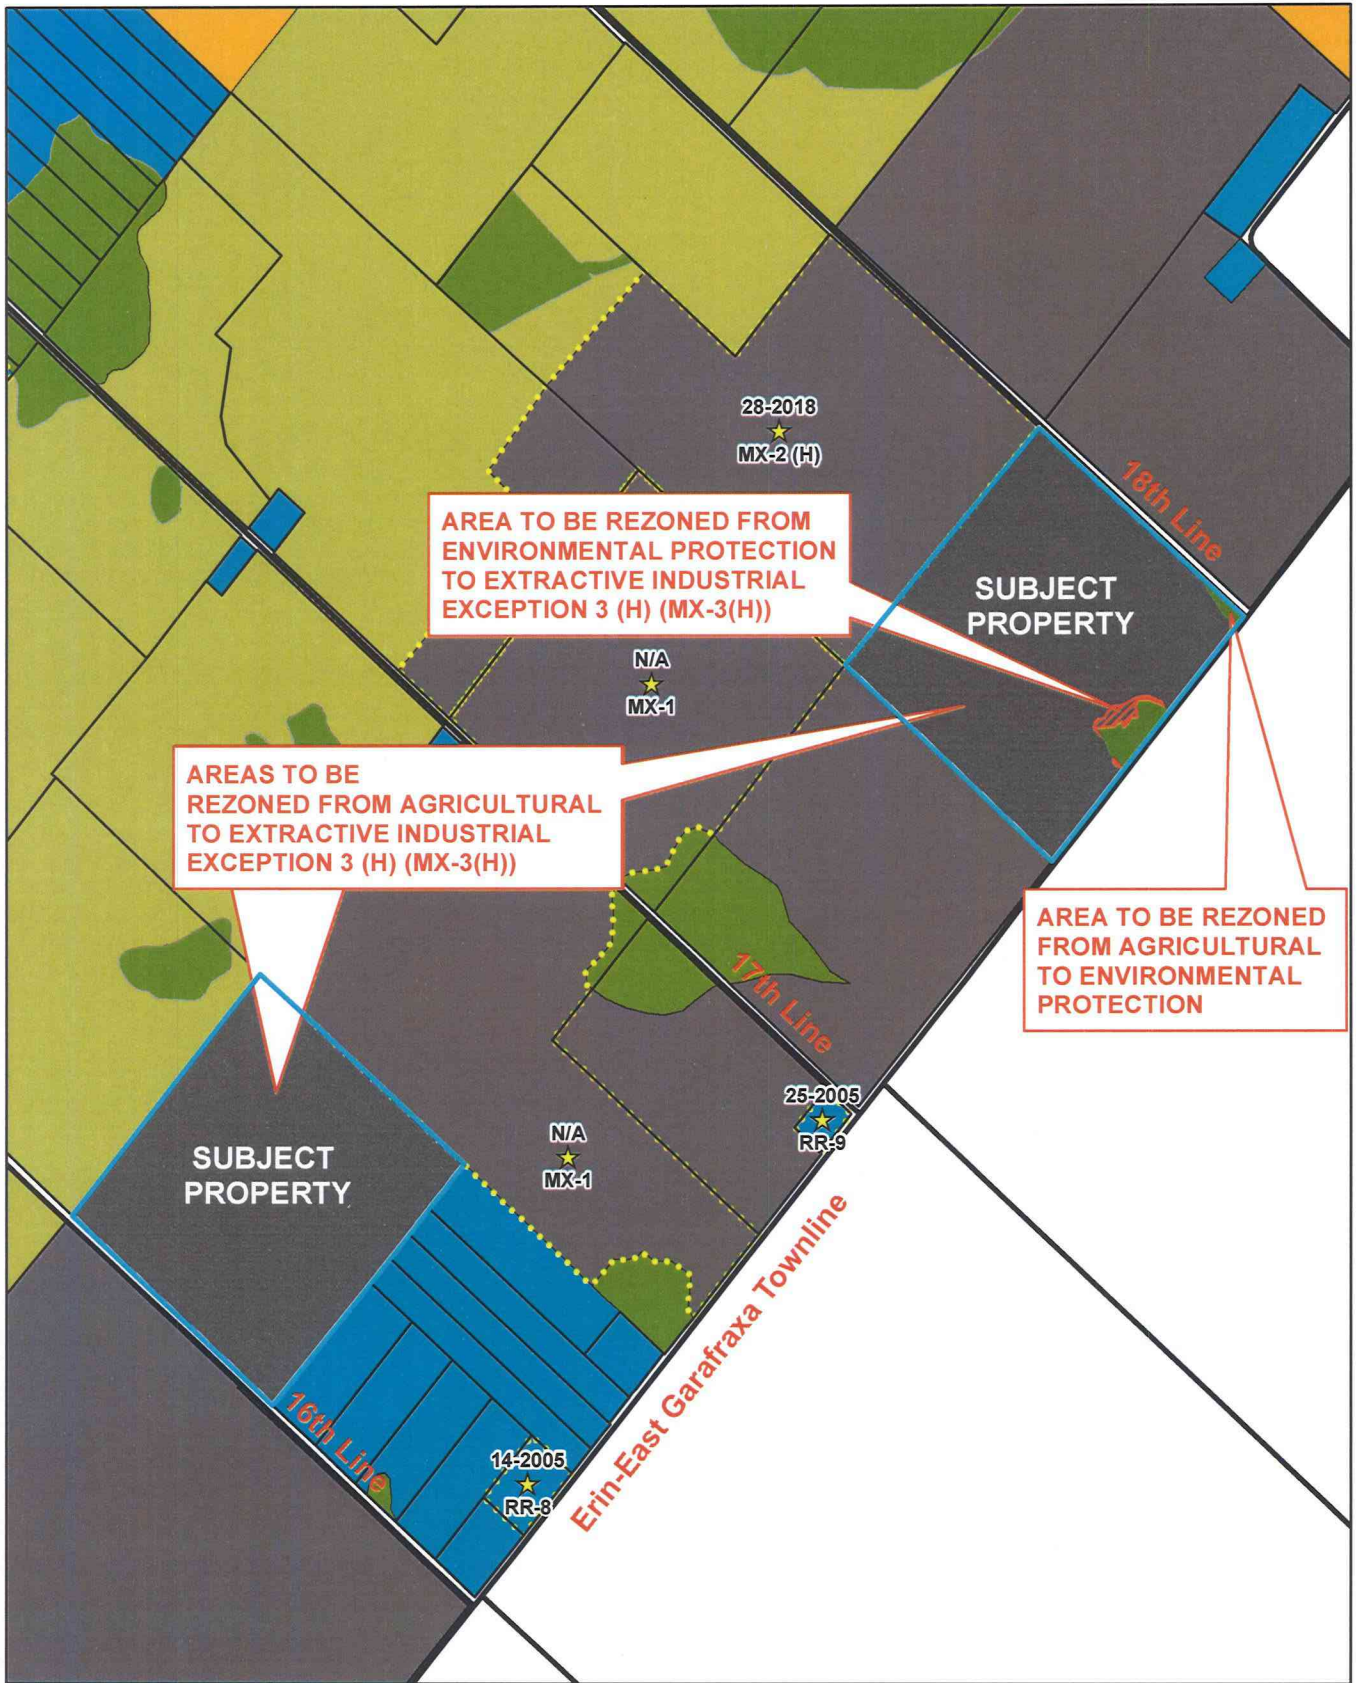 28-2018
MX-2 (H)
18th Line
AREA TO BE REZONED FROM
ENVIRONMENTAL PROTECTION
TO EXTRACTIVE INDUSTRIAL
EXCEPTION 3 (H) (MX-3(H))
SUBJECT
PROPERTY
N/A
MX-1
AREAS TO BE
REZONED FROM AGRICULTURAL
TO EXTRACTIVE INDUSTRIAL
EXCEPTION 3 (H) (MX-3(H))
AREA TO BE REZONED
FROM AGRICULTURAL
TO ENVIRONMENTAL
PROTECTION
17th Line
25-2005
RR-9
N/A
MX-1
SUBJECT
PROPERTY
Erin-East Garafraxa Townline
16th Line
14-2005
RR-8